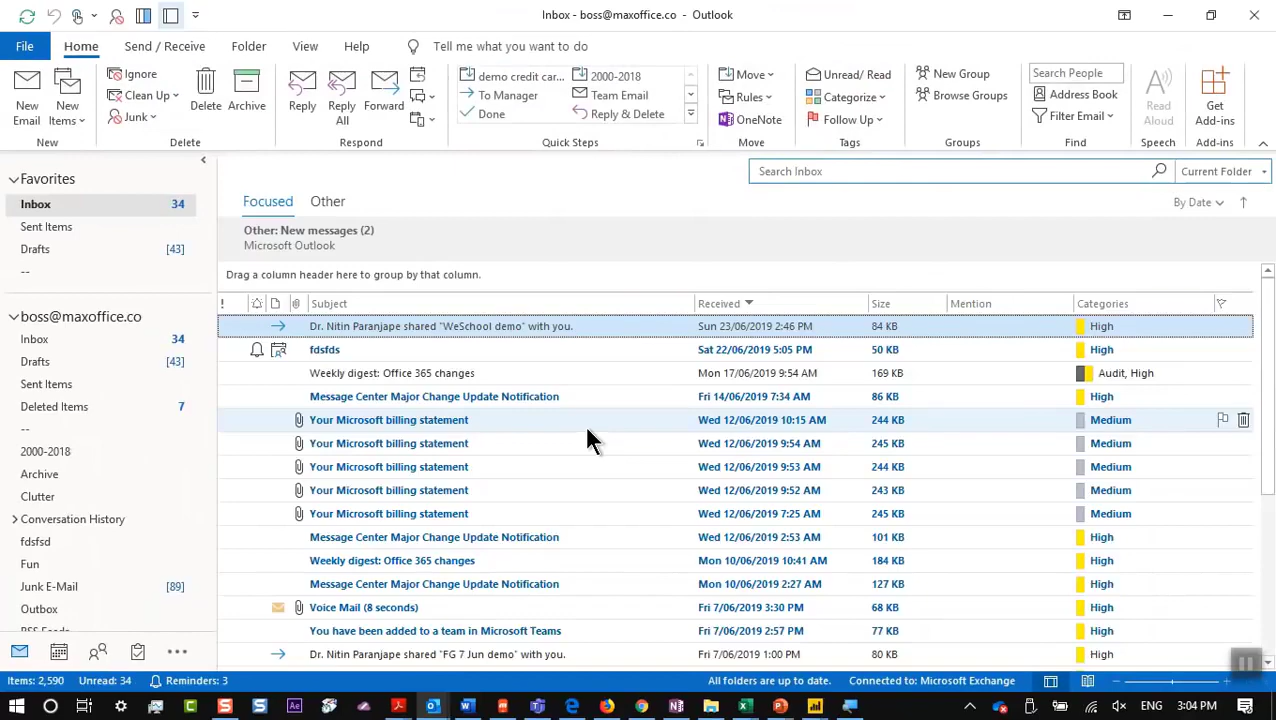 Inbox - boss@maxoffice.co - Outlook
File Home Send / Receive Folder View Help Tell me what you want to do
New Email
New Items
New
Ignore
Clean Up
Junk
Delete
Archive
Delete
Reply
Reply All
Forward
Respond
demo credit car...
To Manager
Done
2000-2018
Team Email
Reply & Delete
Quick Steps
Move
Rules
OneNote
Move
Unread/ Read
Categorize
Follow Up
Tags
New Group
Browse Groups
Groups
Search People
Address Book
Filter Email
Find
Read Aloud
Speech
Get Add-ins
Add-ins
Favorites
Inbox 34
Sent Items
Drafts [43]
--
boss@maxoffice.co
Inbox 34
Drafts [43]
Sent Items
Deleted Items 7
--
2000-2018
Archive
Clutter
Conversation History
fdsfsd
Fun
Junk E-Mail [89]
Outbox
RSS Feeds
Search Inbox Current Folder
Focused Other By Date
Other: New messages (2)
Microsoft Outlook
Drag a column header here to group by that column.
! Subject Received Size Mention Categories
Dr. Nitin Paranjape shared "WeSchool demo" with you. Sun 23/06/2019 2:46 PM 84 KB High
fdsfds Sat 22/06/2019 5:05 PM 50 KB High
Weekly digest: Office 365 changes Mon 17/06/2019 9:54 AM 169 KB Audit, High
Message Center Major Change Update Notification Fri 14/06/2019 7:34 AM 86 KB High
Your Microsoft billing statement Wed 12/06/2019 10:15 AM 244 KB Medium
Your Microsoft billing statement Wed 12/06/2019 9:54 AM 245 KB Medium
Your Microsoft billing statement Wed 12/06/2019 9:53 AM 244 KB Medium
Your Microsoft billing statement Wed 12/06/2019 9:52 AM 243 KB Medium
Your Microsoft billing statement Wed 12/06/2019 7:25 AM 245 KB Medium
Message Center Major Change Update Notification Wed 12/06/2019 2:53 AM 101 KB High
Weekly digest: Office 365 changes Mon 10/06/2019 10:41 AM 184 KB High
Message Center Major Change Update Notification Mon 10/06/2019 2:27 AM 127 KB High
Voice Mail (8 seconds) Fri 7/06/2019 3:30 PM 68 KB High
You have been added to a team in Microsoft Teams Fri 7/06/2019 2:57 PM 77 KB High
Dr. Nitin Paranjape shared "FG 7 Jun demo" with you. Fri 7/06/2019 1:00 PM 80 KB High
Items: 2,590 Unread: 34 Reminders: 3 All folders are up to date. Connected to: Microsoft Exchange
3:04 PM